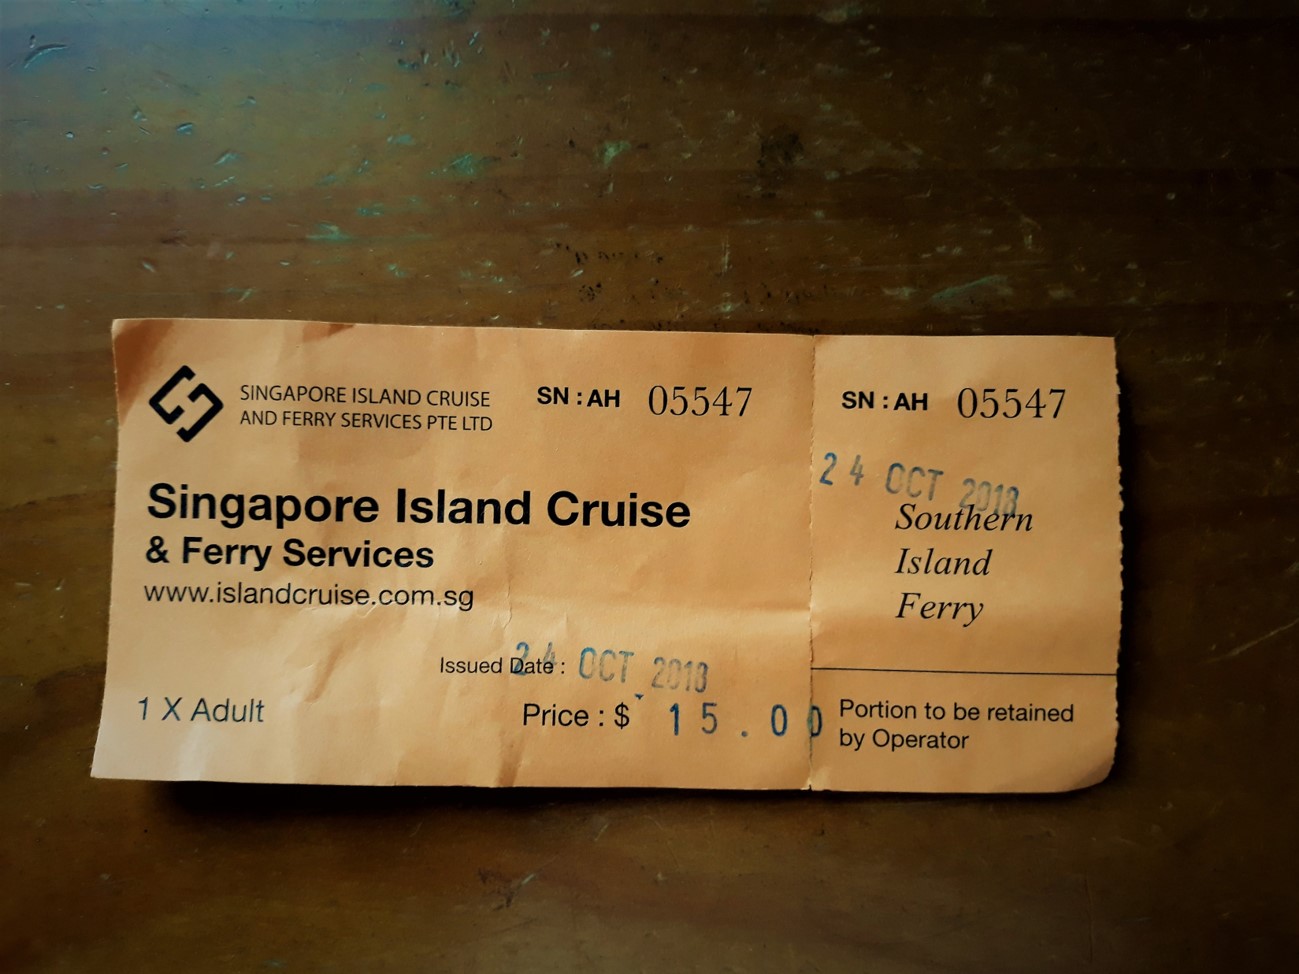 SINGAPORE ISLAND CRUISE
AND FERRY SERVICES PTE LTD
SN : AH 05547
Singapore Island Cruise
& Ferry Services
www.islandcruise.com.sg
Issued Date : 24 OCT 2018
1 X Adult
Price : $ 15.00
SN : AH 05547
24 OCT 2018
Southern
Island
Ferry
Portion to be retained
by Operator